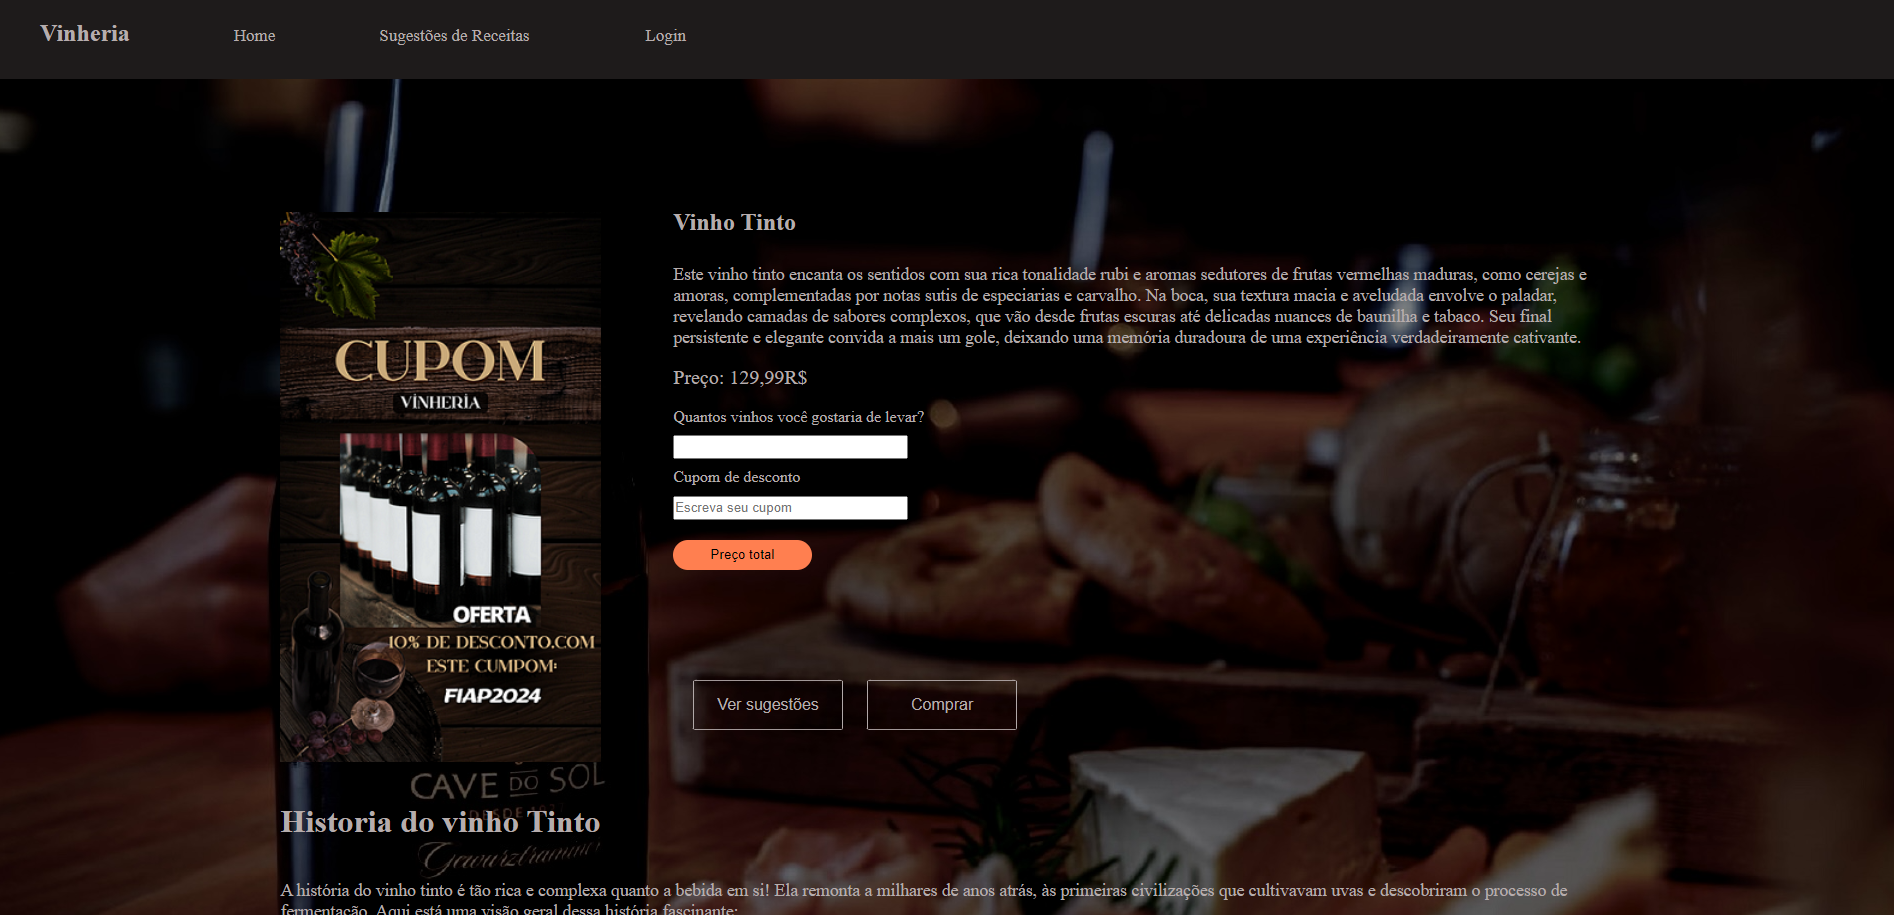 Vinheria Home Sugestões de Receitas Login
CUPOM
VINHERIA
OFERTA
10% DE DESCONTO.COM
ESTE CUMPOM:
FIAP2024
Vinho Tinto
Este vinho tinto encanta os sentidos com sua rica tonalidade rubi e aromas sedutores de frutas vermelhas maduras, como cerejas e
amoras, complementadas por notas sutis de especiarias e carvalho. Na boca, sua textura macia e aveludada envolve o paladar,
revelando camadas de sabores complexos, que vão desde frutas escuras até delicadas nuances de baunilha e tabaco. Seu final
persistente e elegante convida a mais um gole, deixando uma memória duradoura de uma experiência verdadeiramente cativante.
Preço: 129,99R$
Quantos vinhos você gostaria de levar?
Cupom de desconto
Escreva seu cupom
Preço total
Ver sugestões Comprar
CAVE DO SOL
Historia do vinho Tinto
Gewurztraminer
A história do vinho tinto é tão rica e complexa quanto a bebida em si! Ela remonta a milhares de anos atrás, às primeiras civilizações que cultivavam uvas e descobriram o processo de
fermentação. Aqui está uma visão geral dessa história fascinante: